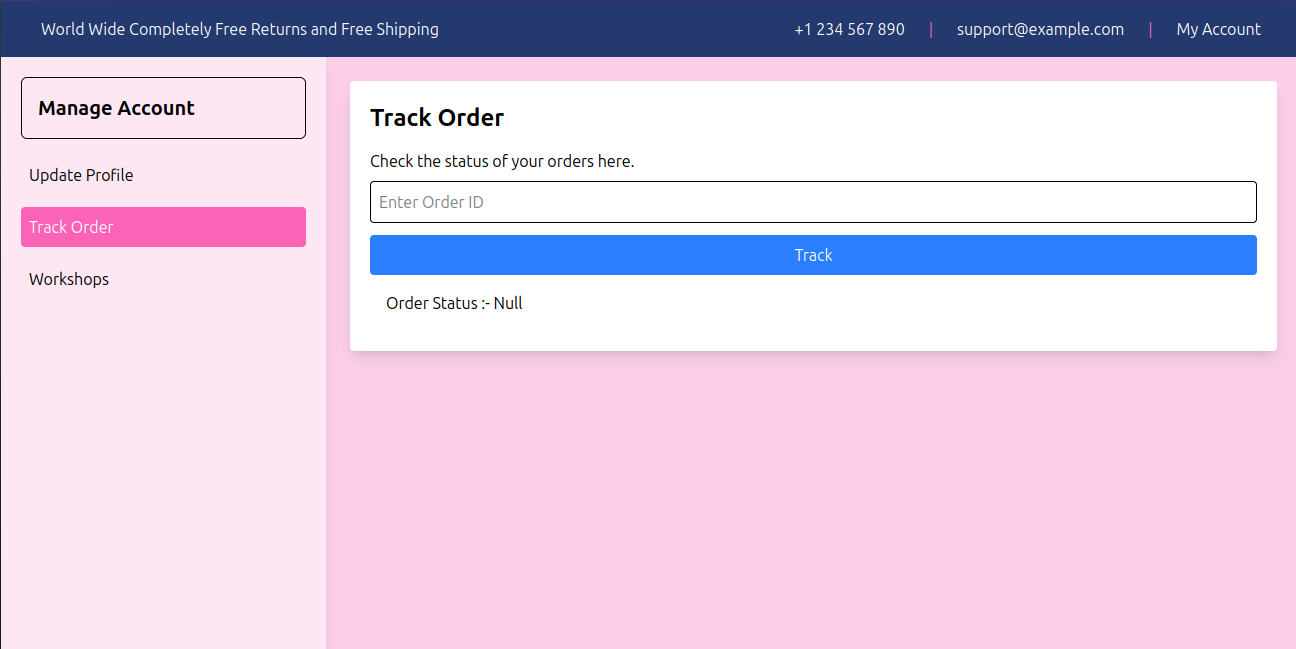 World Wide Completely Free Returns and Free Shipping
+1 234 567 890 | support@example.com | My Account
Manage Account
Update Profile
Track Order
Workshops
Track Order
Check the status of your orders here.
Enter Order ID
Track
Order Status :- Null